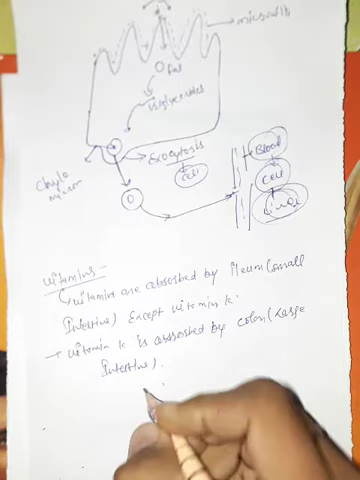 microvilli
Fat
Triglycerides
Exocytosis
cell
Chylo
micron
Blood
cell
Liver
Vitamins :-
Vitamins are absorbed by Ileum (small
Intestine) Except vitamin K.
→ Vitamin K is absorbed by colon (Large
Intestine).